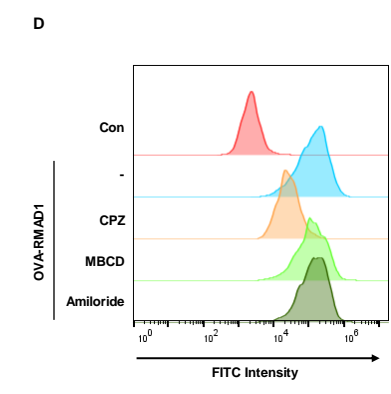 D
Con
-
CPZ
MBCD
Amiloride
OVA-RMAD1
10^0 10^2 10^4 10^6
FITC Intensity